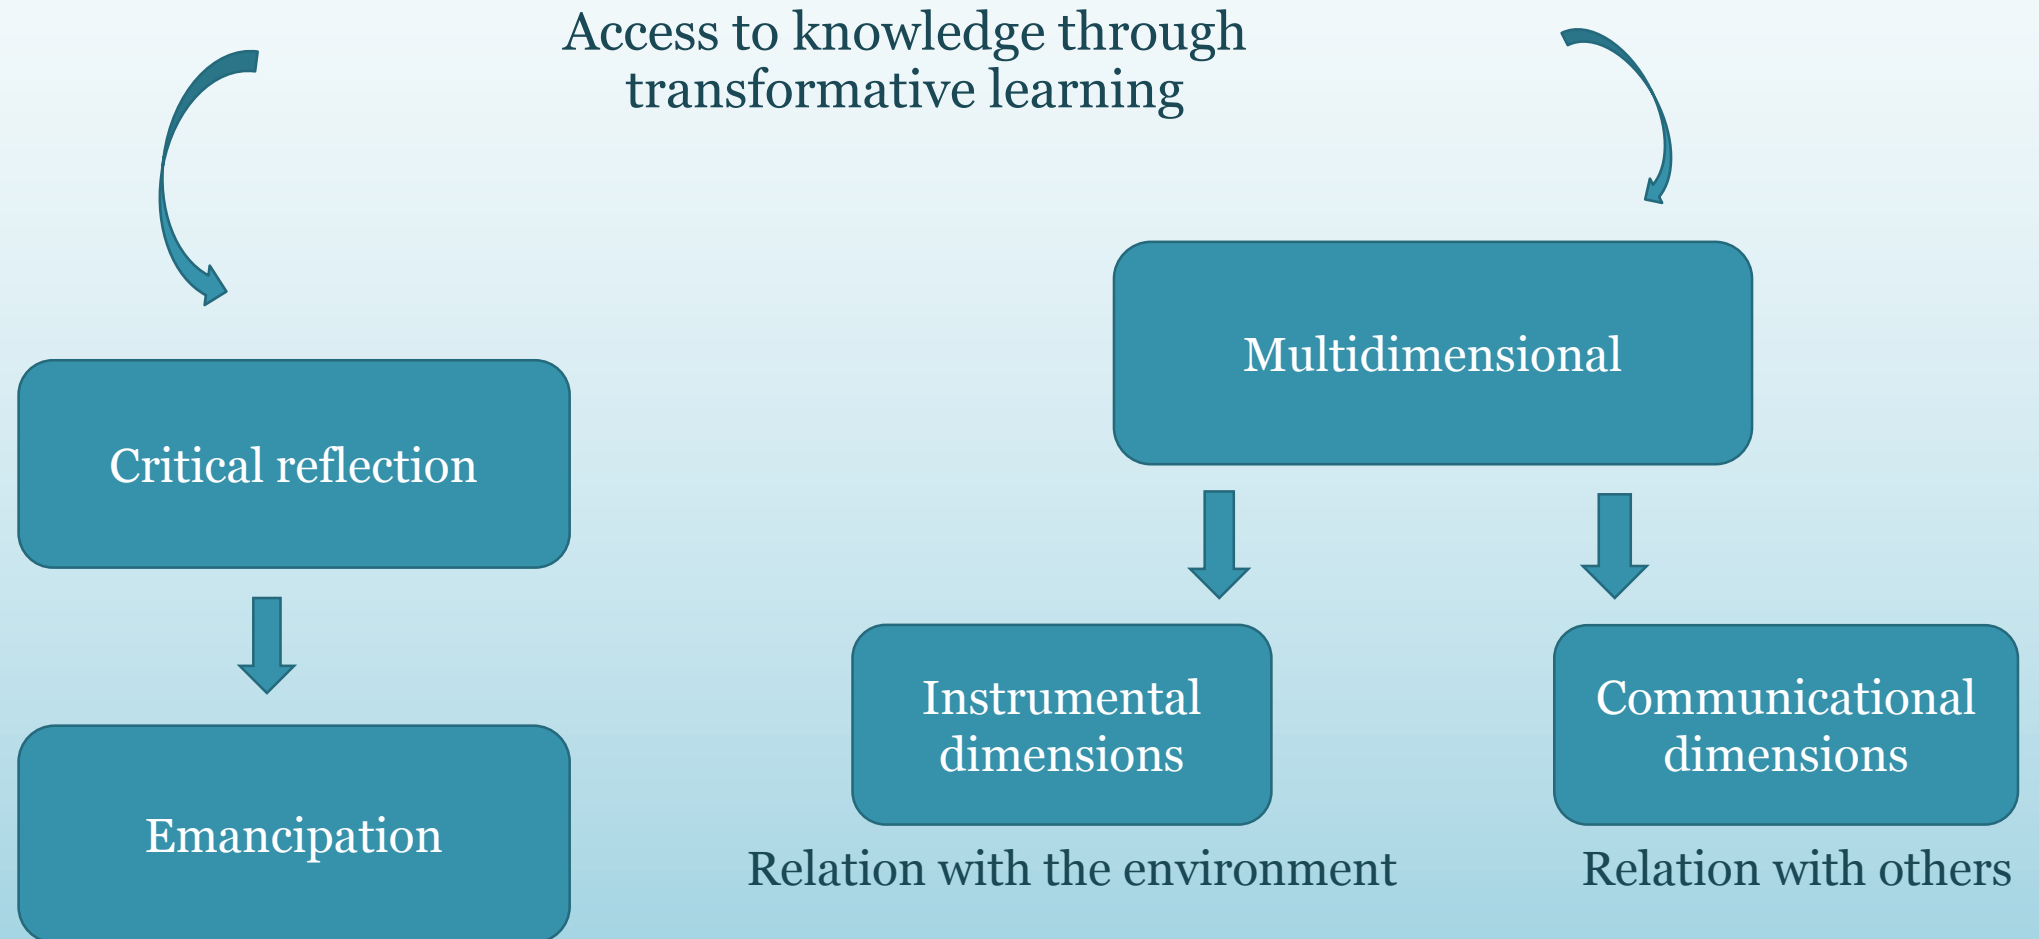 Access to knowledge through
transformative learning
Critical reflection
Emancipation
Multidimensional
Instrumental
dimensions
Relation with the environment
Communicational
dimensions
Relation with others